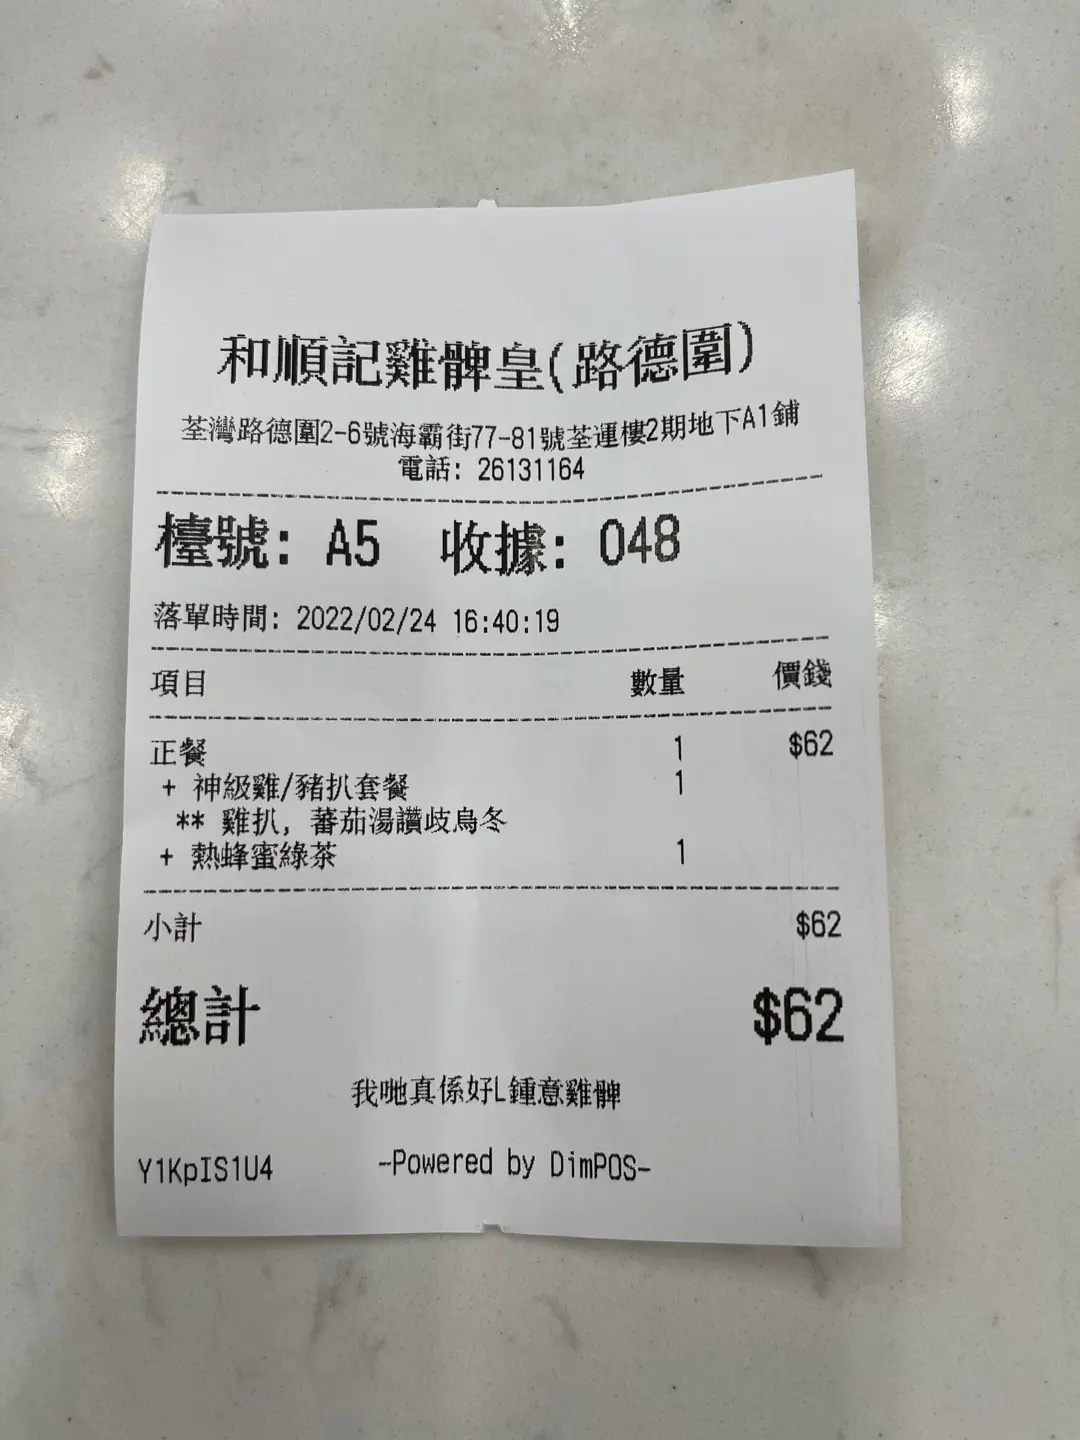 和順記雞髀皇(路德圍)
荃灣路德圍2-6號海霸街77-81號荃運樓2期地下A1鋪
電話: 26131164
檯號: A5 收據: 048
落單時間: 2022/02/24 16:40:19
項目 數量 價錢
正餐 1 $62
+ 神級雞/豬扒套餐 1
** 雞扒, 蕃茄湯讚歧烏冬
+ 熱蜂蜜綠茶 1
小計 $62
總計 $62
我哋真係好L鍾意雞髀
Y1KpIS1U4 -Powered by DimPOS-